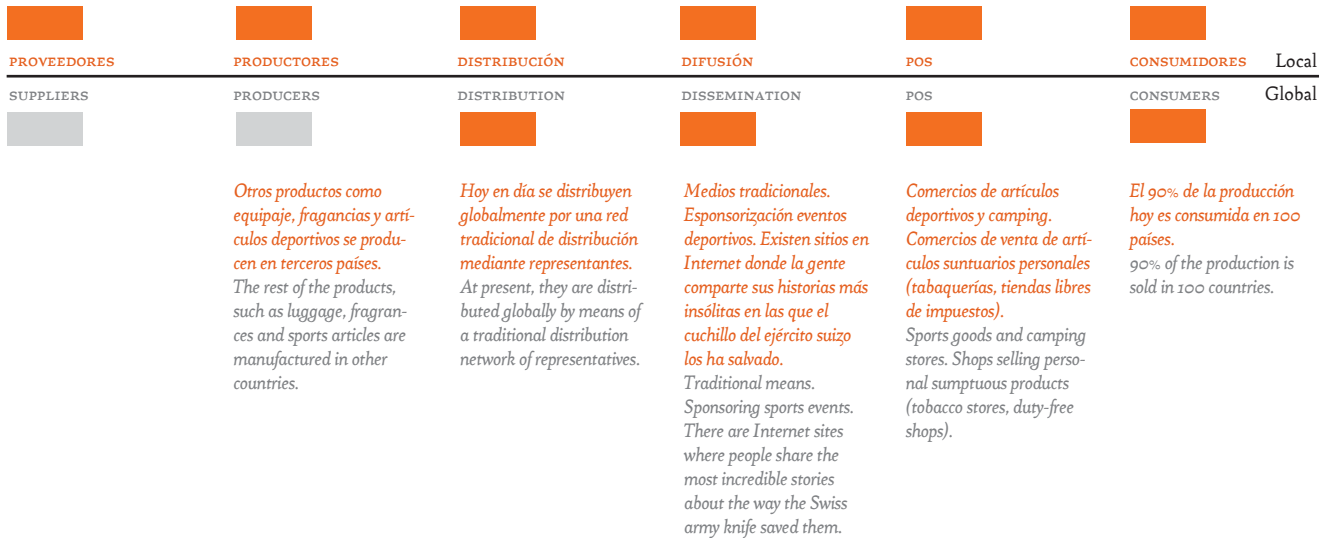 PROVEEDORES PRODUCTORES DISTRIBUCIÓN DIFUSIÓN POS CONSUMIDORES Local
SUPPLIERS PRODUCERS DISTRIBUTION DISSEMINATION POS CONSUMERS Global
Otros productos como
equipaje, fragancias y artí-
culos deportivos se produ-
cen en terceros países.
The rest of the products,
such as luggage, fragran-
ces and sports articles are
manufactured in other
countries.
Hoy en día se distribuyen
globalmente por una red
tradicional de distribución
mediante representantes.
At present, they are distri-
buted globally by means of
a traditional distribution
network of representatives.
Medios tradicionales.
Esponsorización eventos
deportivos. Existen sitios en
Internet donde la gente
comparte sus historias más
insólitas en las que el
cuchillo del ejército suizo
los ha salvado.
Traditional means.
Sponsoring sports events.
There are Internet sites
where people share the
most incredible stories
about the way the Swiss
army knife saved them.
Comercios de artículos
deportivos y camping.
Comercios de venta de artí-
culos suntuarios personales
(tabaquerías, tiendas libres
de impuestos).
Sports goods and camping
stores. Shops selling perso-
nal sumptuous products
(tobacco stores, duty-free
shops).
El 90% de la producción
hoy es consumida en 100
países.
90% of the production is
sold in 100 countries.